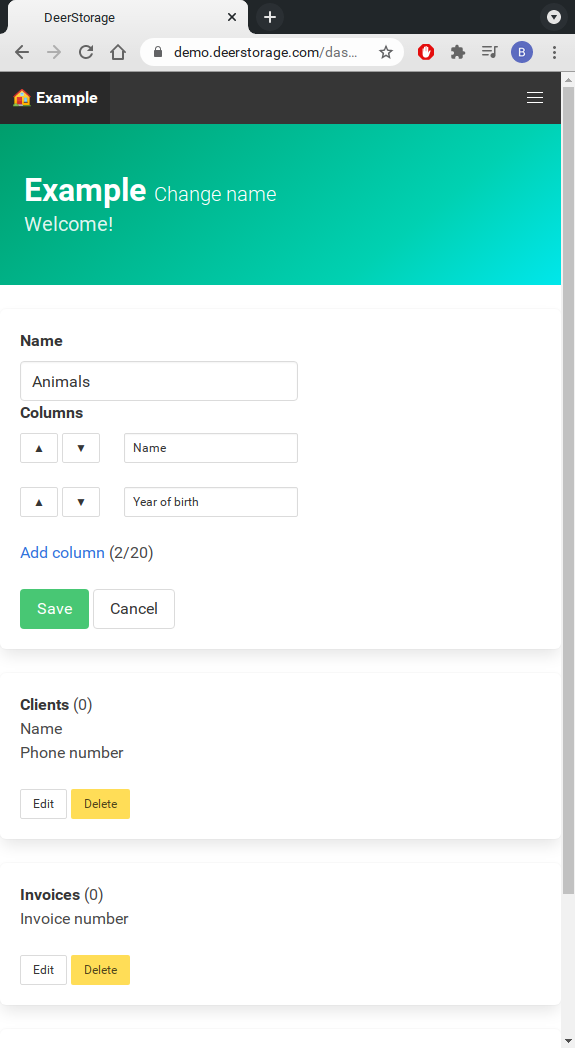 DeerStorage
demo.deerstorage.com/das...
B
Example
Example Change name
Welcome!
Name
Animals
Columns
▲ ▼ Name
▲ ▼ Year of birth
Add column (2/20)
Save Cancel
Clients (0)
Name
Phone number
Edit Delete
Invoices (0)
Invoice number
Edit Delete